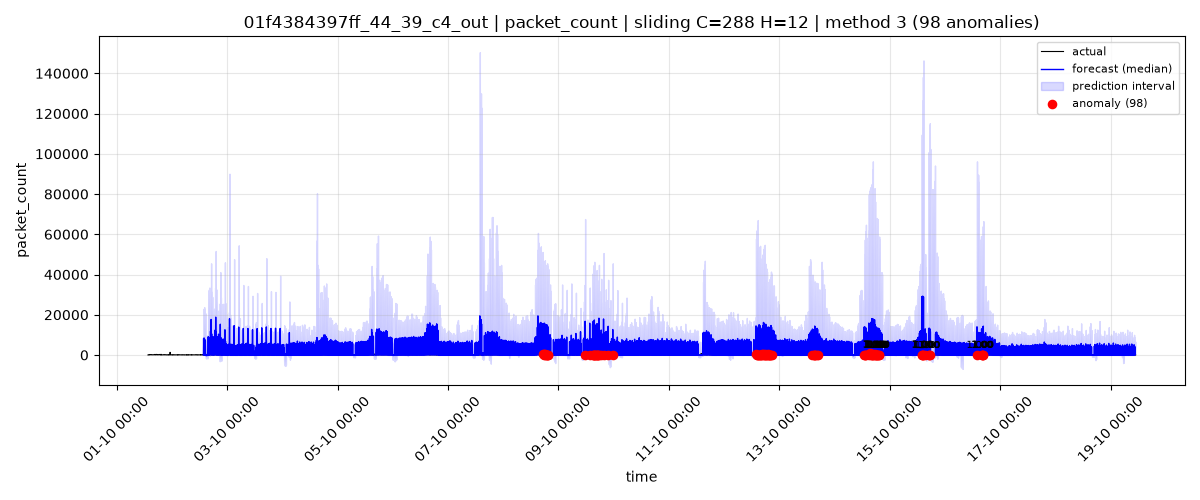 01f4384397ff_44_39_c4_out | packet_count | sliding C=288 H=12 | method 3 (98 anomalies)
actual
forecast (median)
prediction interval
anomaly (98)
packet_count
140000
120000
100000
80000
60000
40000
20000
0
01-10 00:00
03-10 00:00
05-10 00:00
07-10 00:00
09-10 00:00
11-10 00:00
13-10 00:00
15-10 00:00
17-10 00:00
19-10 00:00
time